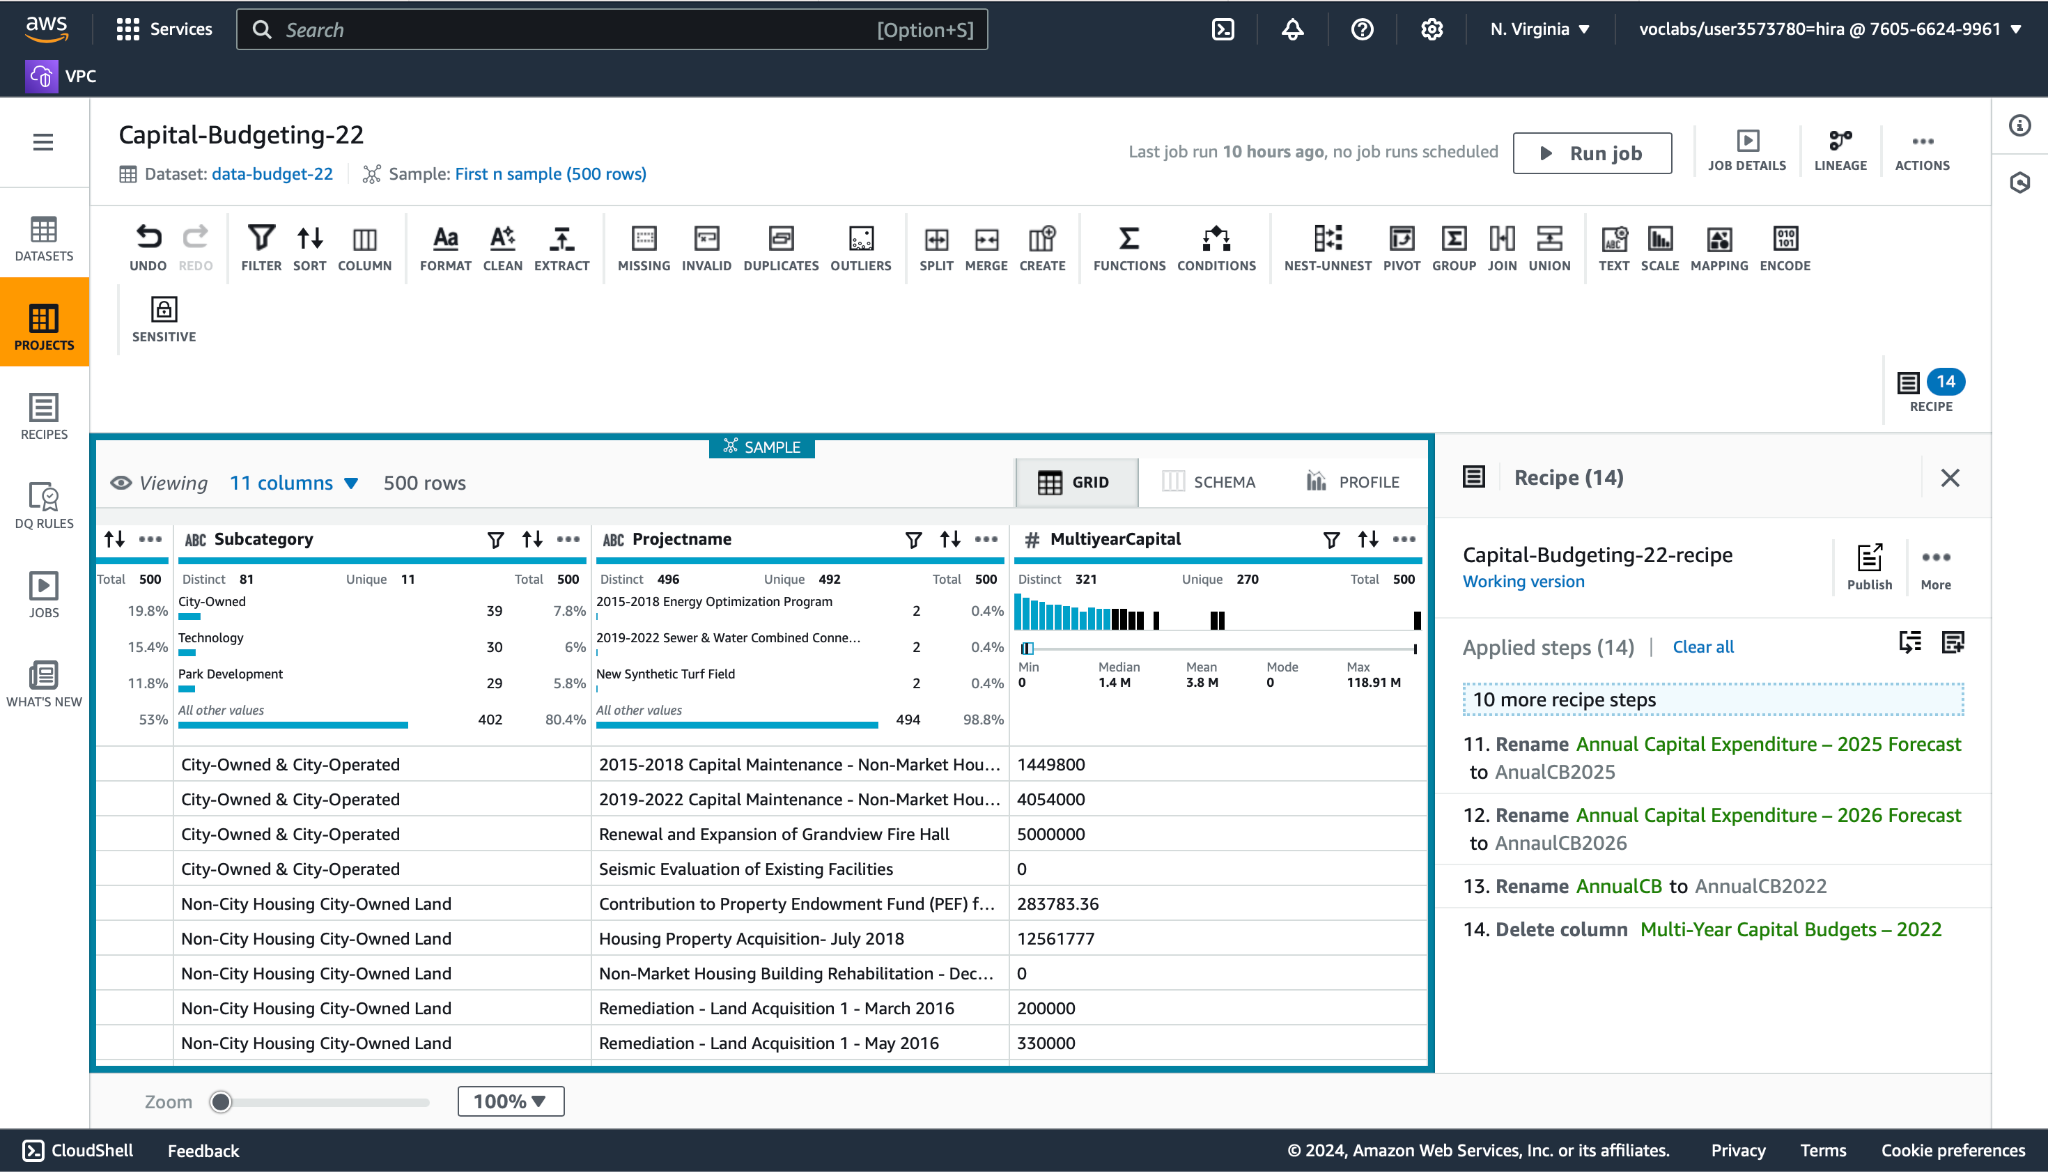 aws Services Search [Option+S] N. Virginia ▼ voclabs/user3573780=hira @ 7605-6624-9961 ▼
VPC
Capital-Budgeting-22
Dataset: data-budget-22 Sample: First n sample (500 rows)
Last job run 10 hours ago, no job runs scheduled Run job JOB DETAILS LINEAGE ACTIONS
UNDO REDO FILTER SORT COLUMN FORMAT CLEAN EXTRACT MISSING INVALID DUPLICATES OUTLIERS SPLIT MERGE CREATE FUNCTIONS CONDITIONS NEST-UNNEST PIVOT GROUP JOIN UNION TEXT SCALE MAPPING ENCODE
SENSITIVE
14
RECIPE
DATASETS
PROJECTS
RECIPES
DQ RULES
JOBS
WHAT'S NEW
SAMPLE
Viewing 11 columns ▼ 500 rows GRID SCHEMA PROFILE
ABC Subcategory ABC Projectname # MultiyearCapital
Total 500 Distinct 81 Unique 11 Total 500 Distinct 496 Unique 492 Total 500 Distinct 321 Unique 270 Total 500
19.8% City-Owned 39 7.8% 2015-2018 Energy Optimization Program 2 0.4%
15.4% Technology 30 6% 2019-2022 Sewer & Water Combined Conne... 2 0.4%
11.8% Park Development 29 5.8% New Synthetic Turf Field 2 0.4%
53% All other values 402 80.4% All other values 494 98.8%
Min Median Mean Mode Max
0 1.4 M 3.8 M 0 118.91 M
City-Owned & City-Operated 2015-2018 Capital Maintenance - Non-Market Hou... 1449800
City-Owned & City-Operated 2019-2022 Capital Maintenance - Non-Market Hou... 4054000
City-Owned & City-Operated Renewal and Expansion of Grandview Fire Hall 5000000
City-Owned & City-Operated Seismic Evaluation of Existing Facilities 0
Non-City Housing City-Owned Land Contribution to Property Endowment Fund (PEF) f... 283783.36
Non-City Housing City-Owned Land Housing Property Acquisition- July 2018 12561777
Non-City Housing City-Owned Land Non-Market Housing Building Rehabilitation - Dec... 0
Non-City Housing City-Owned Land Remediation - Land Acquisition 1 - March 2016 200000
Non-City Housing City-Owned Land Remediation - Land Acquisition 1 - May 2016 330000
Recipe (14)
Capital-Budgeting-22-recipe
Working version
Publish More
Applied steps (14) | Clear all
10 more recipe steps
11. Rename Annual Capital Expenditure – 2025 Forecast
to AnualCB2025
12. Rename Annual Capital Expenditure – 2026 Forecast
to AnnaulCB2026
13. Rename AnnualCB to AnnualCB2022
14. Delete column Multi-Year Capital Budgets – 2022
Zoom 100% ▼
CloudShell Feedback © 2024, Amazon Web Services, Inc. or its affiliates. Privacy Terms Cookie preferences